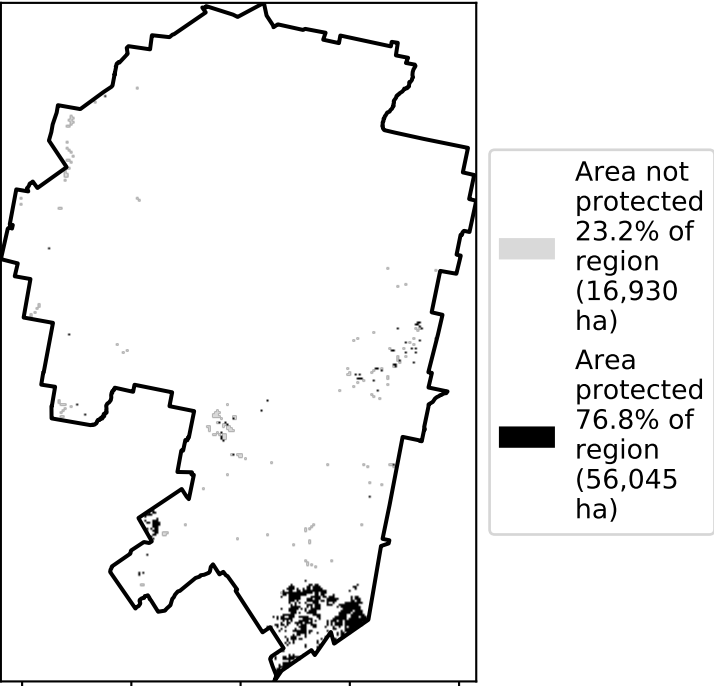 Area not
protected
23.2% of
region
(16,930
ha)
Area
protected
76.8% of
region
(56,045
ha)